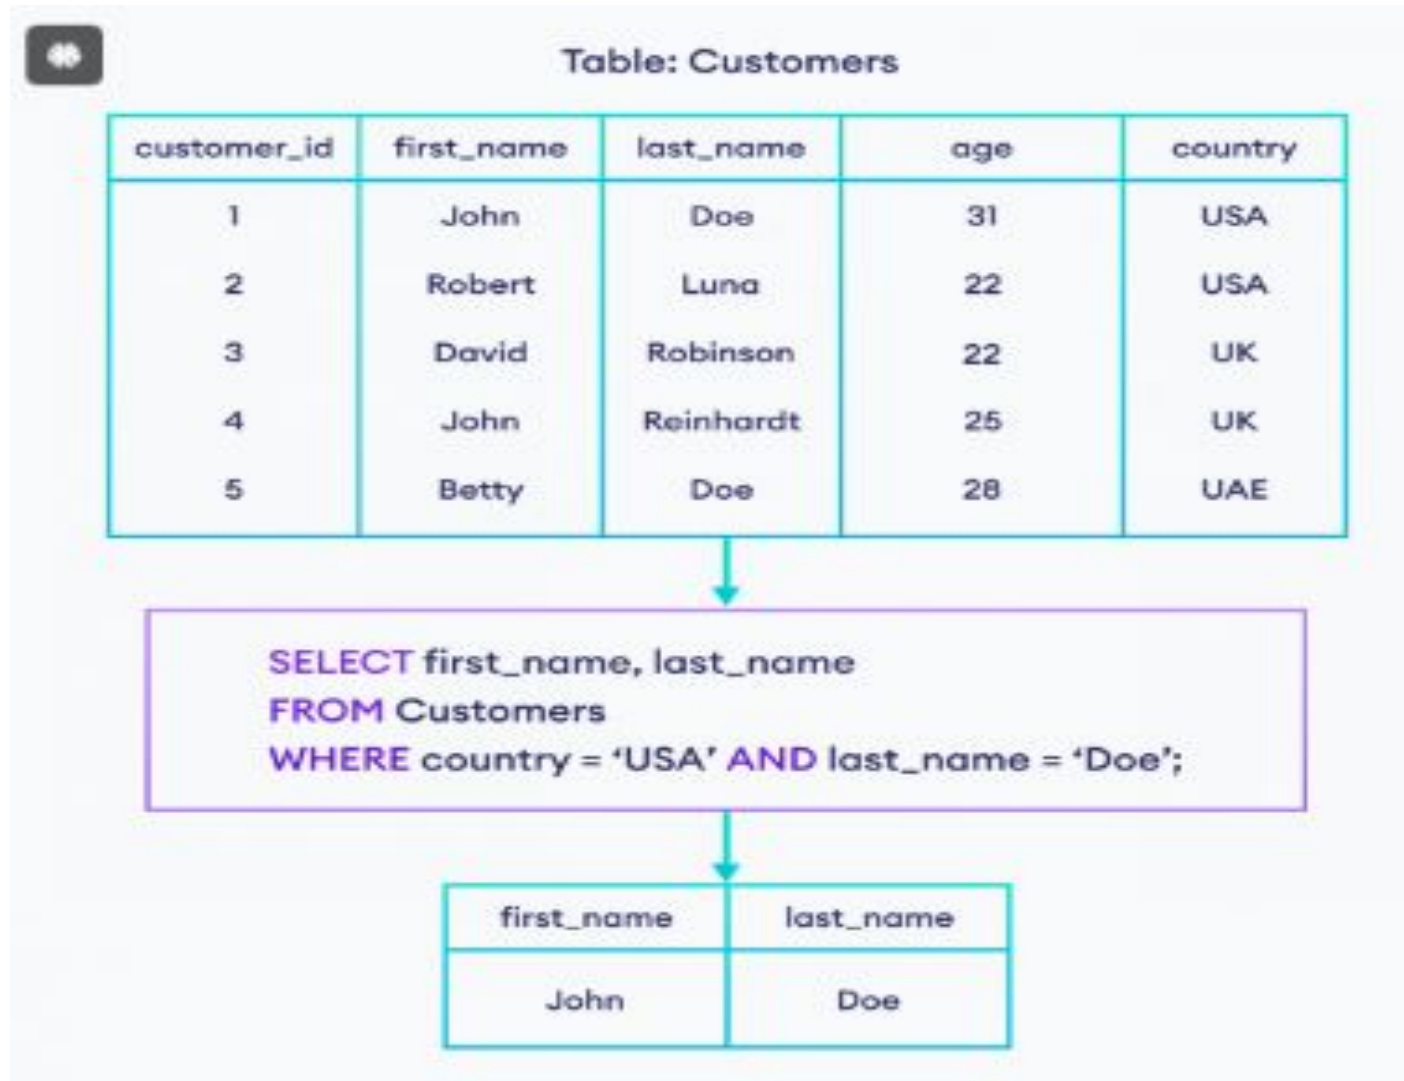 Table: Customers
customer_id first_name last_name age country
1 John Doe 31 USA
2 Robert Luna 22 USA
3 David Robinson 22 UK
4 John Reinhardt 25 UK
5 Betty Doe 28 UAE
SELECT first_name, last_name
FROM Customers
WHERE country = ‘USA’ AND last_name = ‘Doe’;
first_name last_name
John Doe